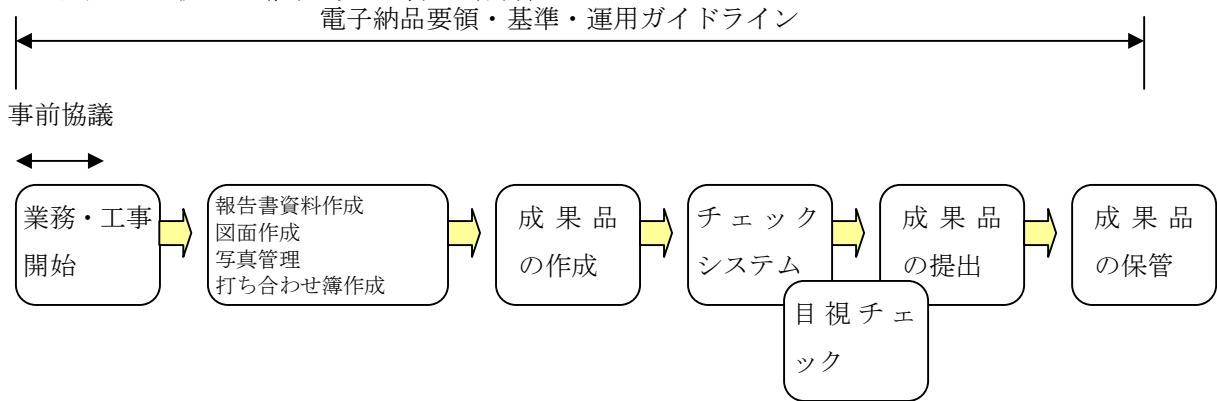 電子納品要領・基準・運用ガイドライン
事前協議
業務・工事
開始
報告書資料作成
図面作成
写真管理
打ち合わせ簿作成
成果品
の作成
チェック
システム
目視チェ
ック
成果品
の提出
成果品
の保管